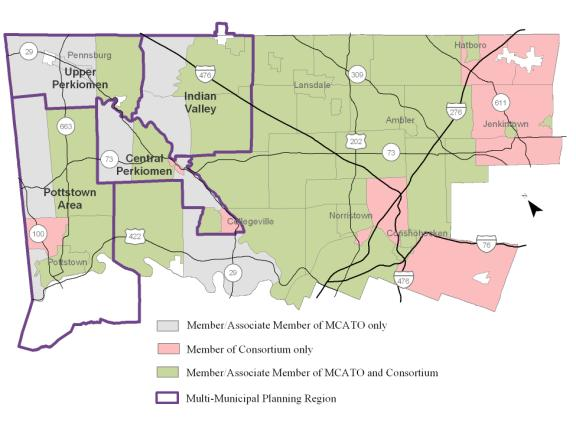 Hatboro
29
Pennsburg
Upper
Perkiomen
476
309
Lansdale
Indian
Valley
611
276
Ambler
Jenkintown
663
202
73
73
Central
Perkiomen
Pottstown
Area
Norristown
Collegeville
100
422
Conshohocken
76
Pottstown
29
476
Member/Associate Member of MCATO only
Member of Consortium only
Member/Associate Member of MCATO and Consortium
Multi-Municipal Planning Region